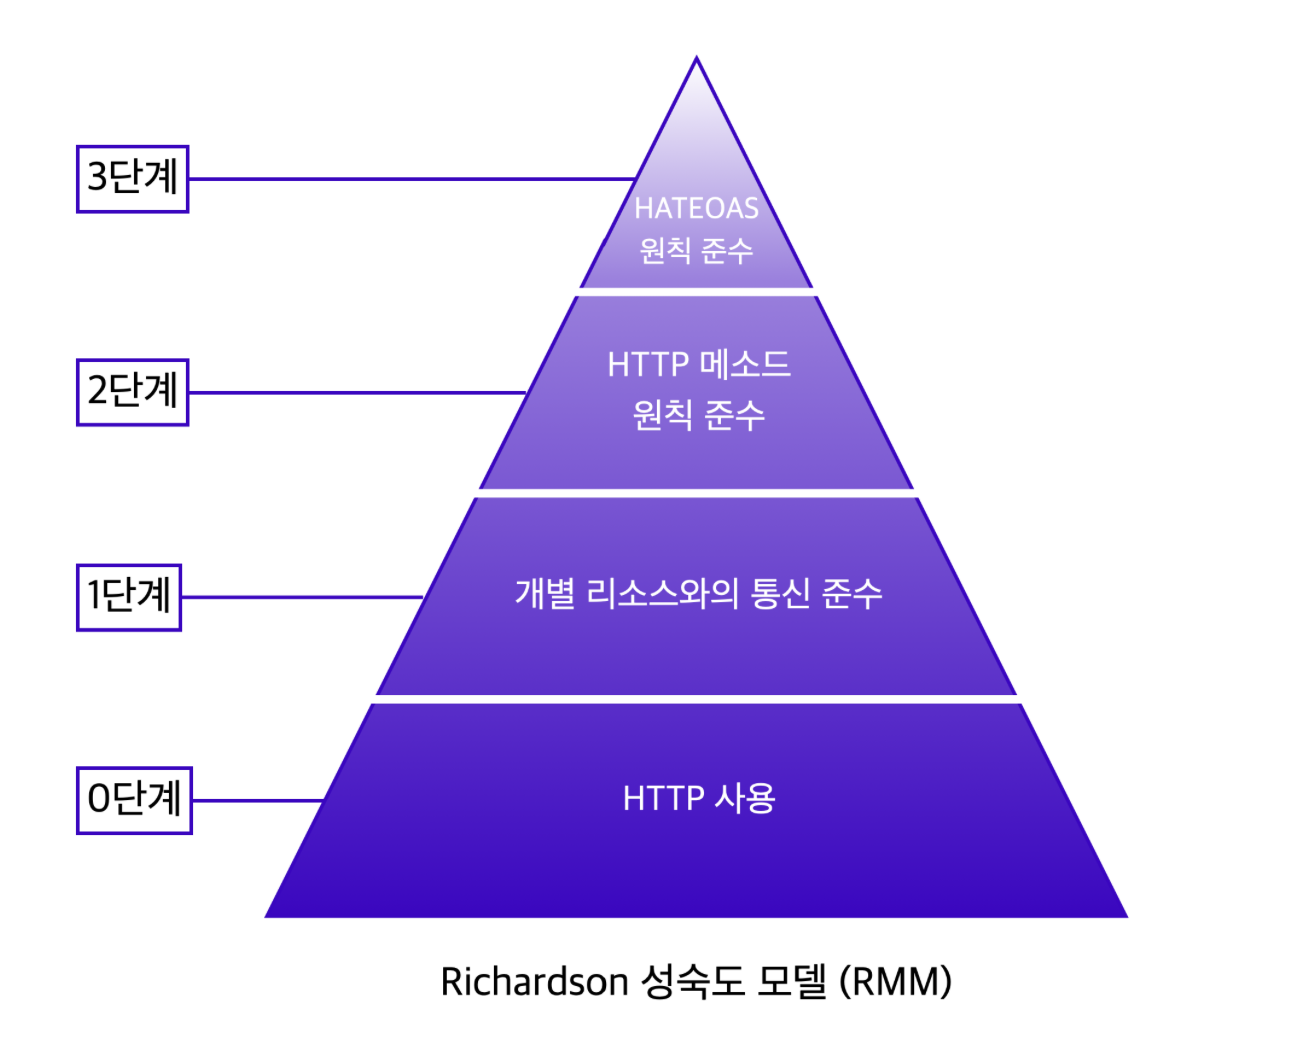 3단계
HATEOAS
원칙 준수
2단계
HTTP 메소드
원칙 준수
1단계
개별 리소스와의 통신 준수
0단계
HTTP 사용
Richardson 성숙도 모델 (RMM)